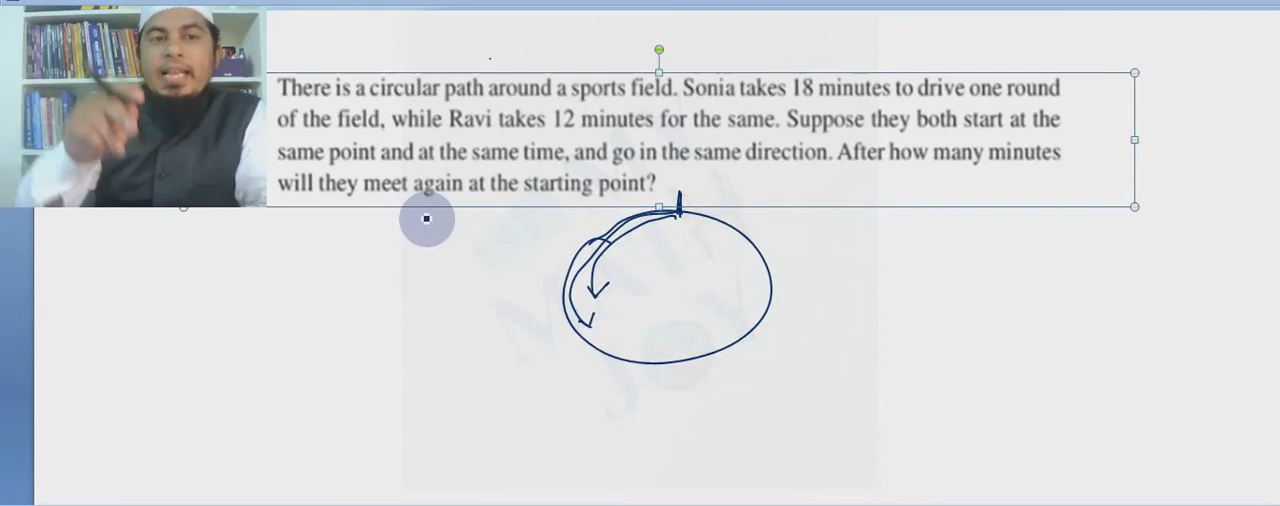 There is a circular path around a sports field. Sonia takes 18 minutes to drive one round
of the field, while Ravi takes 12 minutes for the same. Suppose they both start at the
same point and at the same time, and go in the same direction. After how many minutes
will they meet again at the starting point?
MATH
JOY